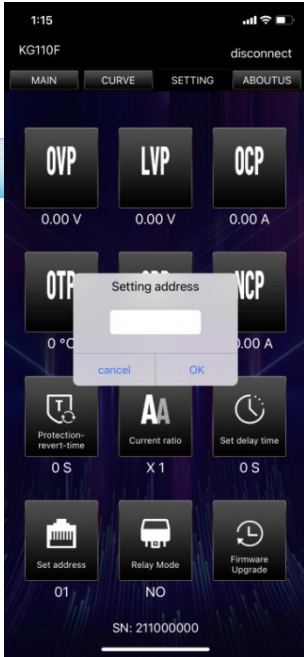 1:15
KG110F
disconnect
MAIN CURVE SETTING ABOUTUS
OVP LVP OCP
0.00 V 0.00 V 0.00 A
OTP NCP
Setting address
0 °C 0.00 A
cancel OK
Protection-
revert-time
Current ratio
Set delay time
0 S X 1 0 S
Set address
Relay Mode
Firmware
Upgrade
01 NO
SN: 211000000